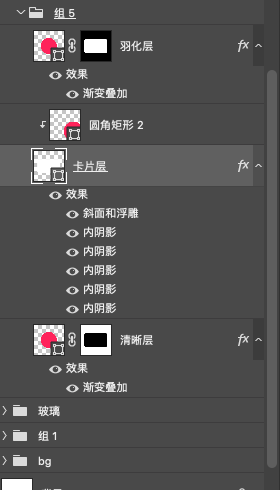 组 5
羽化层 fx
效果
渐变叠加
圆角矩形 2
卡片层 fx
效果
斜面和浮雕
内阴影
内阴影
内阴影
内阴影
内阴影
清晰层 fx
效果
渐变叠加
玻璃
组 1
bg